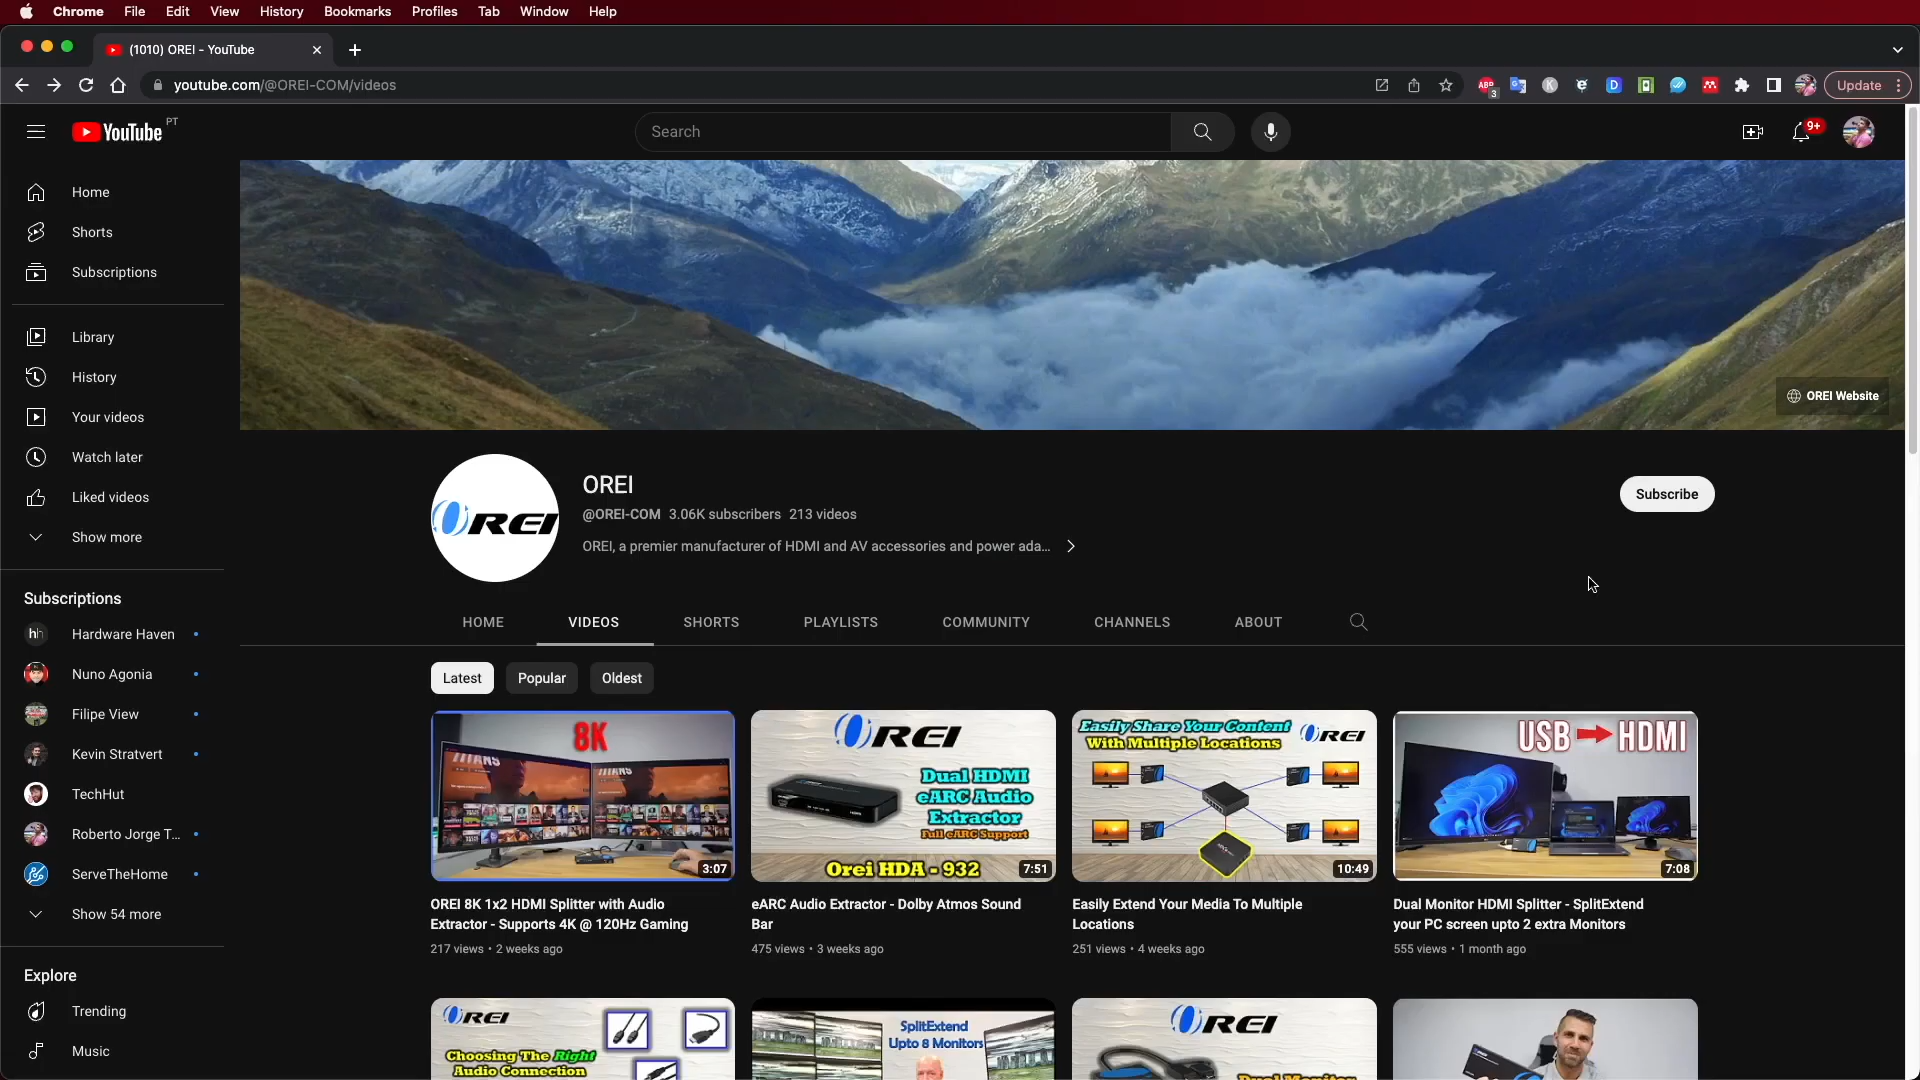 Chrome File Edit View History Bookmarks Profiles Tab Window Help
(1010) OREI - YouTube
youtube.com/@OREI-COM/videos
ABP
3
K
D
Update
YouTube PT
Search
9+
Home
Shorts
Subscriptions
Library
History
Your videos
Watch later
Liked videos
Show more
Subscriptions
hh Hardware Haven
Nuno Agonia
Filipe View
Kevin Stratvert
TechHut
Roberto Jorge T...
ServeTheHome
Show 54 more
Explore
Trending
Music
OREI Website
OREI
OREI
@OREI-COM 3.06K subscribers 213 videos
OREI, a premier manufacturer of HDMI and AV accessories and power ada...
Subscribe
HOME VIDEOS SHORTS PLAYLISTS COMMUNITY CHANNELS ABOUT
Latest Popular Oldest
8K
TITANS
TITANS
3:07
OREI 8K 1x2 HDMI Splitter with Audio
Extractor - Supports 4K @ 120Hz Gaming
217 views • 2 weeks ago
OREI
Dual HDMI
eARC Audio
Extractor
Full eARC Support
Orei HDA - 932
7:51
eARC Audio Extractor - Dolby Atmos Sound
Bar
475 views • 3 weeks ago
Easily Share Your Content
With Multiple Locations
OREI
10:49
Easily Extend Your Media To Multiple
Locations
251 views • 4 weeks ago
USB HDMI
7:08
Dual Monitor HDMI Splitter - SplitExtend
your PC screen upto 2 extra Monitors
555 views • 1 month ago
OREI
Choosing The Right
Audio Connection
SplitExtend
Upto 8 Monitors
OREI
Dual Monitor